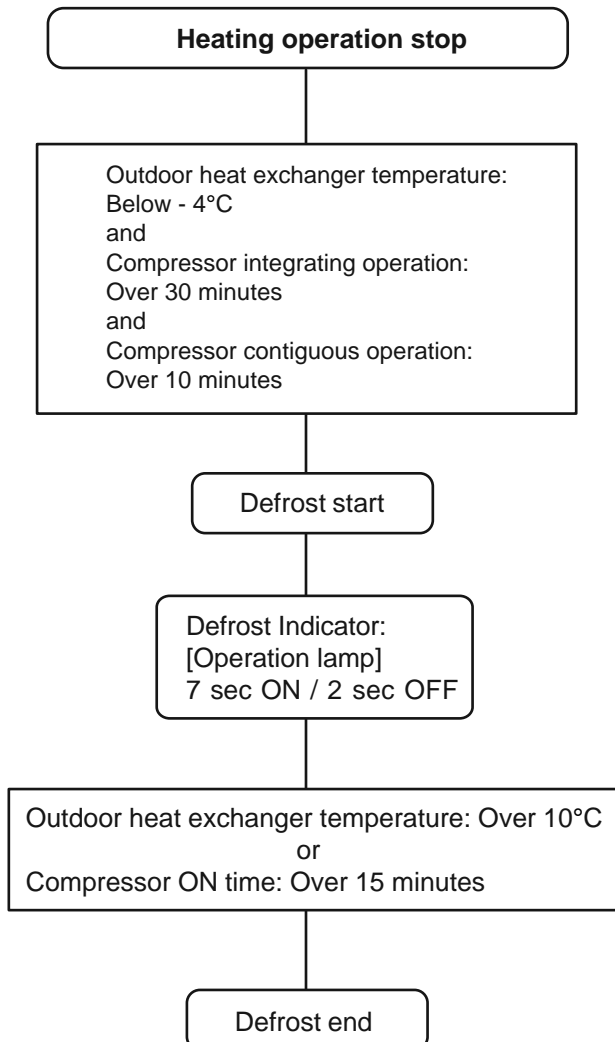 Heating operation stop
Outdoor heat exchanger temperature:
Below - 4°C
and
Compressor integrating operation:
Over 30 minutes
and
Compressor contiguous operation:
Over 10 minutes
Defrost start
Defrost Indicator:
[Operation lamp]
7 sec ON / 2 sec OFF
Outdoor heat exchanger temperature: Over 10°C
or
Compressor ON time: Over 15 minutes
Defrost end